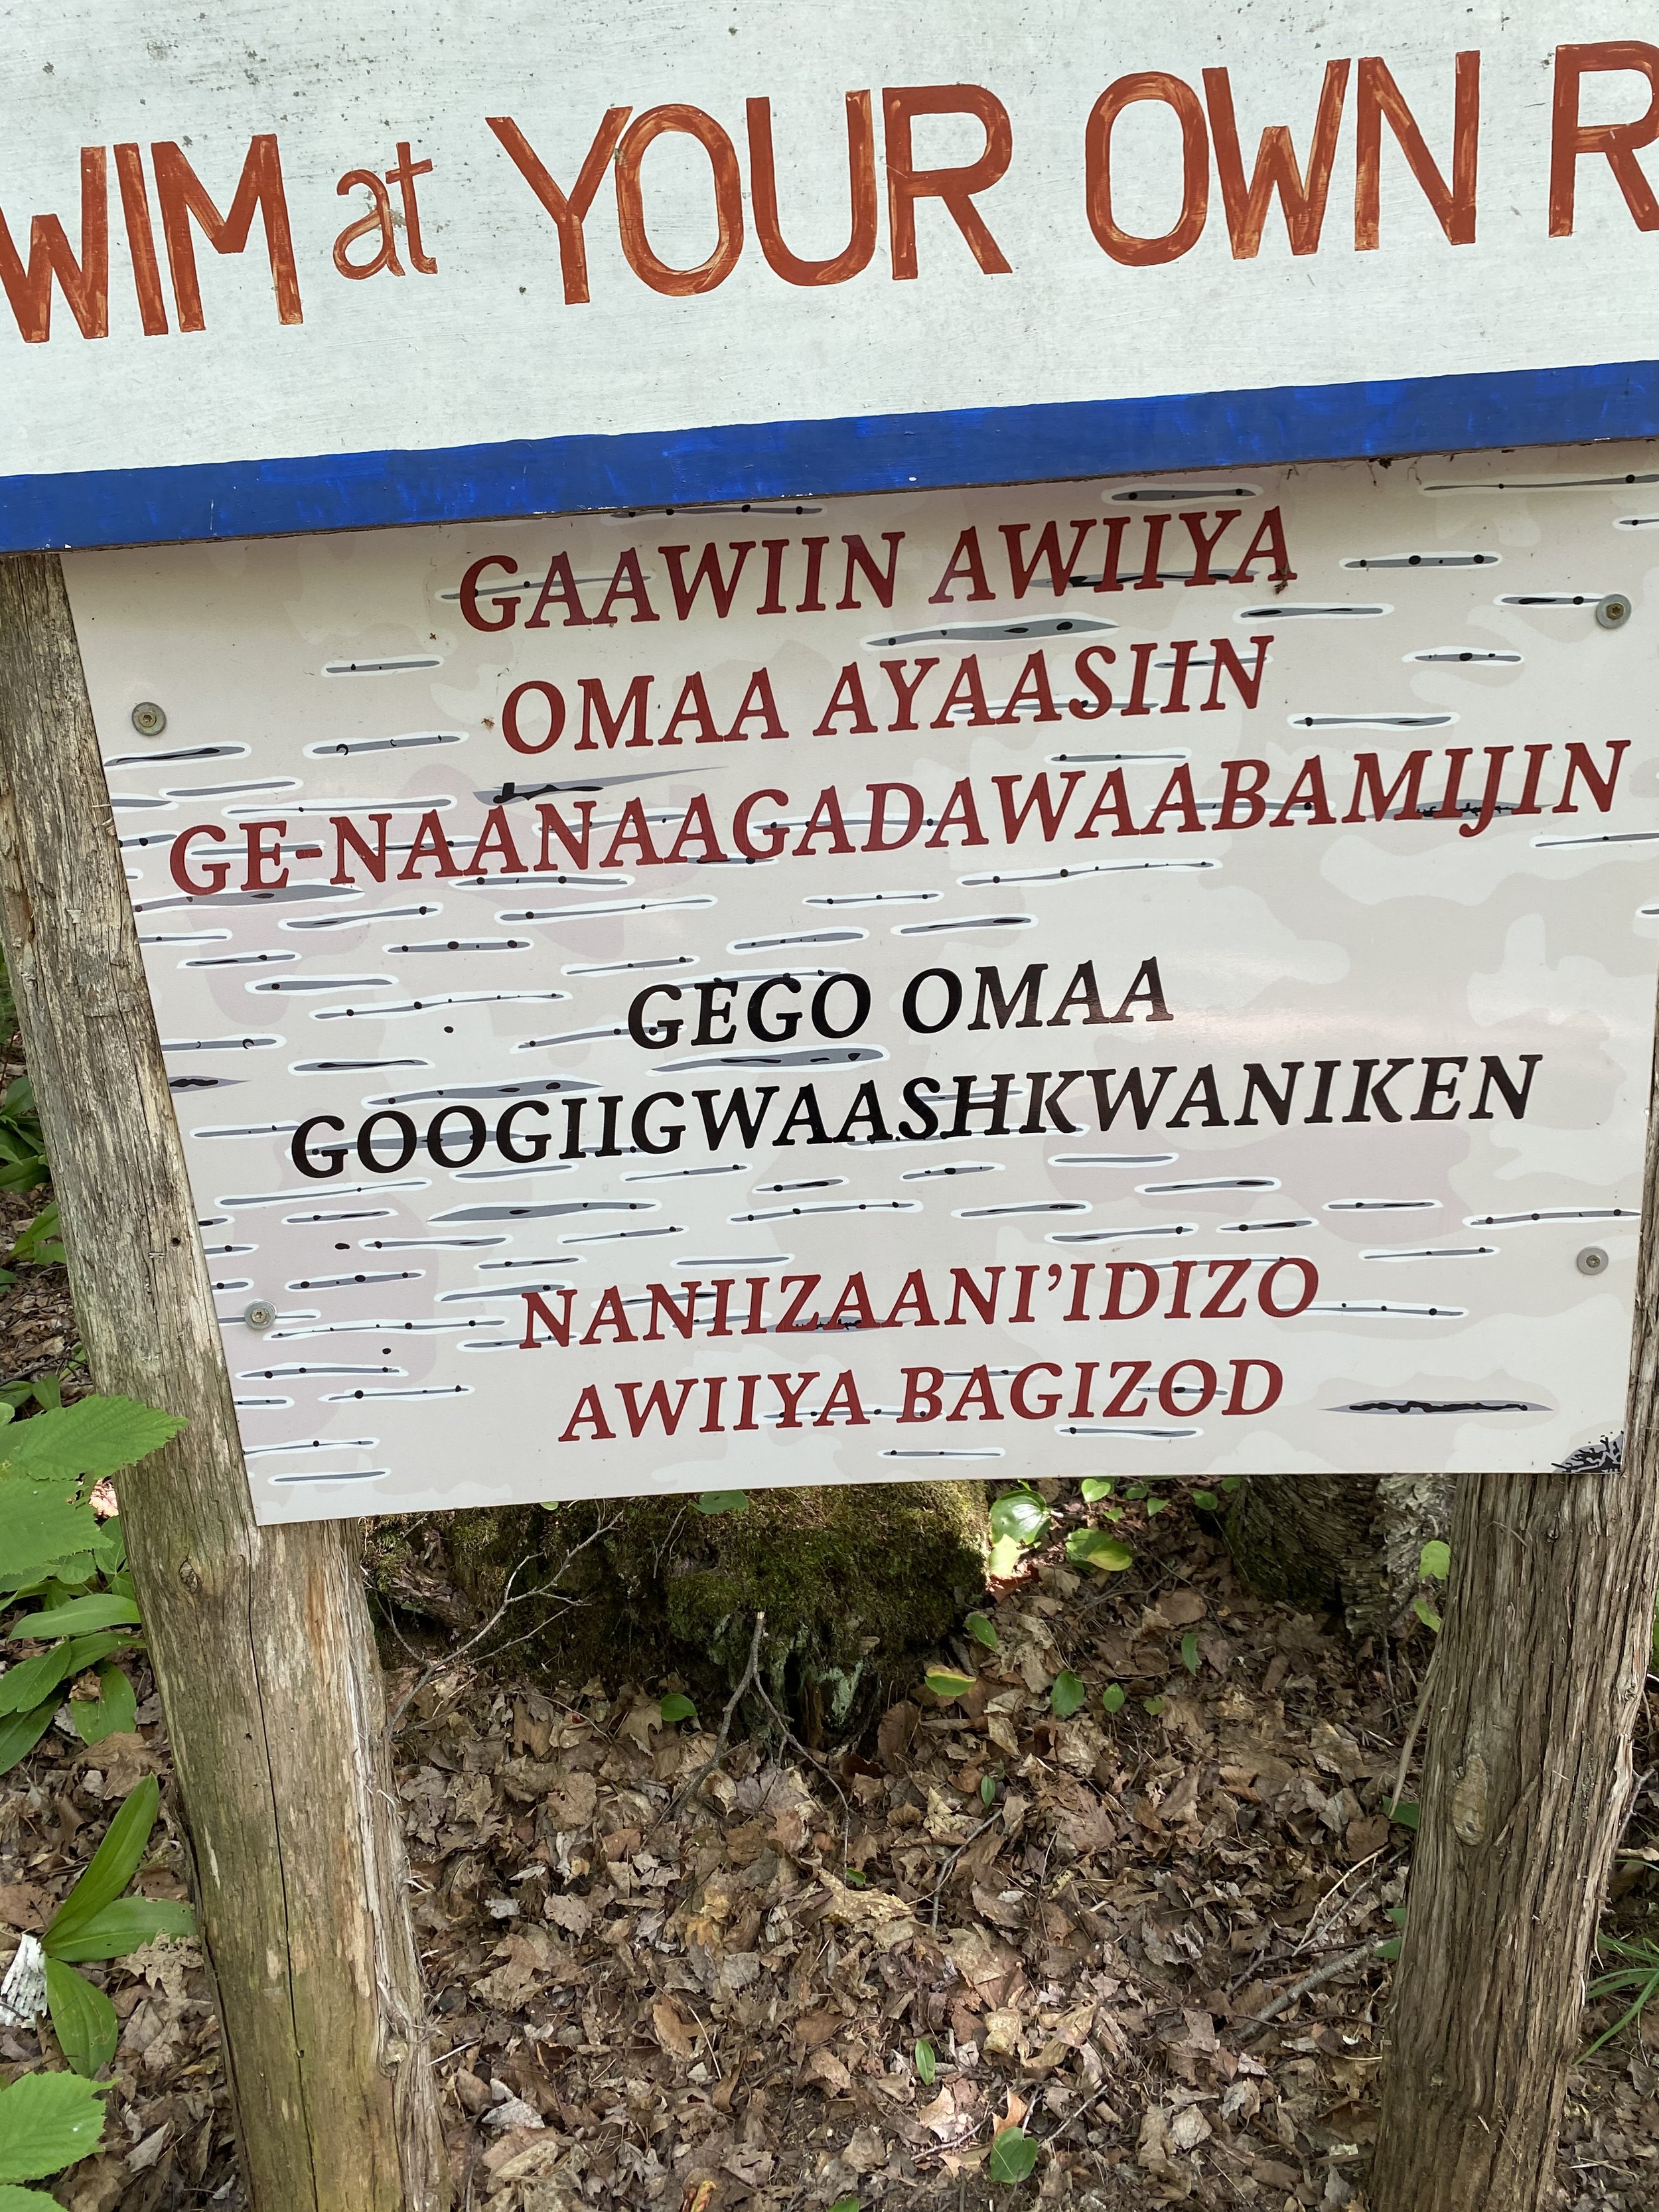 WIM at YOUR OWN R
GAAWIIN AWIIYA
OMAA AYAASIIN
GE-NAANAAGADAWAABAMIJIN
GEGO OMAA
GOOGIIGWAASHKWANIKEN
NANIIZAANI'IDIZO
AWIIYA BAGIZOD